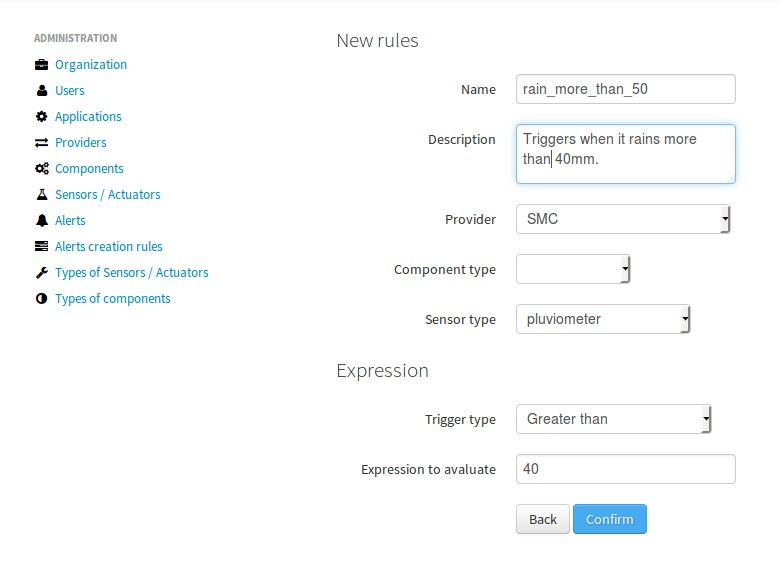 ADMINISTRATION
Organization
Users
Applications
Providers
Components
Sensors / Actuators
Alerts
Alerts creation rules
Types of Sensors / Actuators
Types of components
New rules
Name rain_more_than_50
Description Triggers when it rains more
than 40mm.
Provider SMC
Component type
Sensor type pluviometer
Expression
Trigger type Greater than
Expression to evaluate 40
Back Confirm